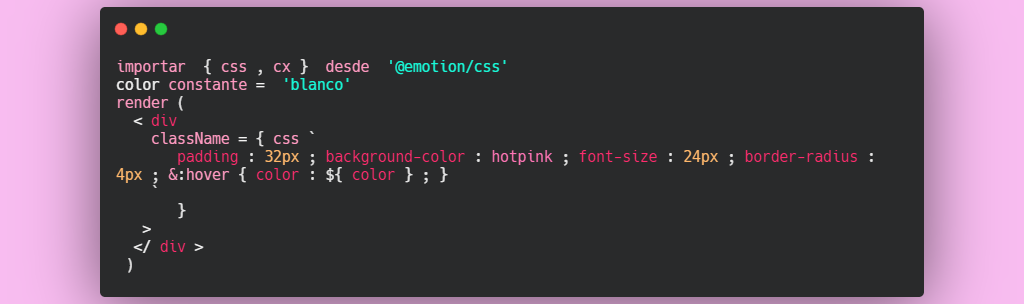 importar { css , cx } desde '@emotion/css'
color constante = 'blanco'
render (
< div
className = { css `
padding : 32px ; background-color : hotpink ; font-size : 24px ; border-radius :
4px ; &:hover { color : ${ color } ; }
`
}
>
</ div >
)